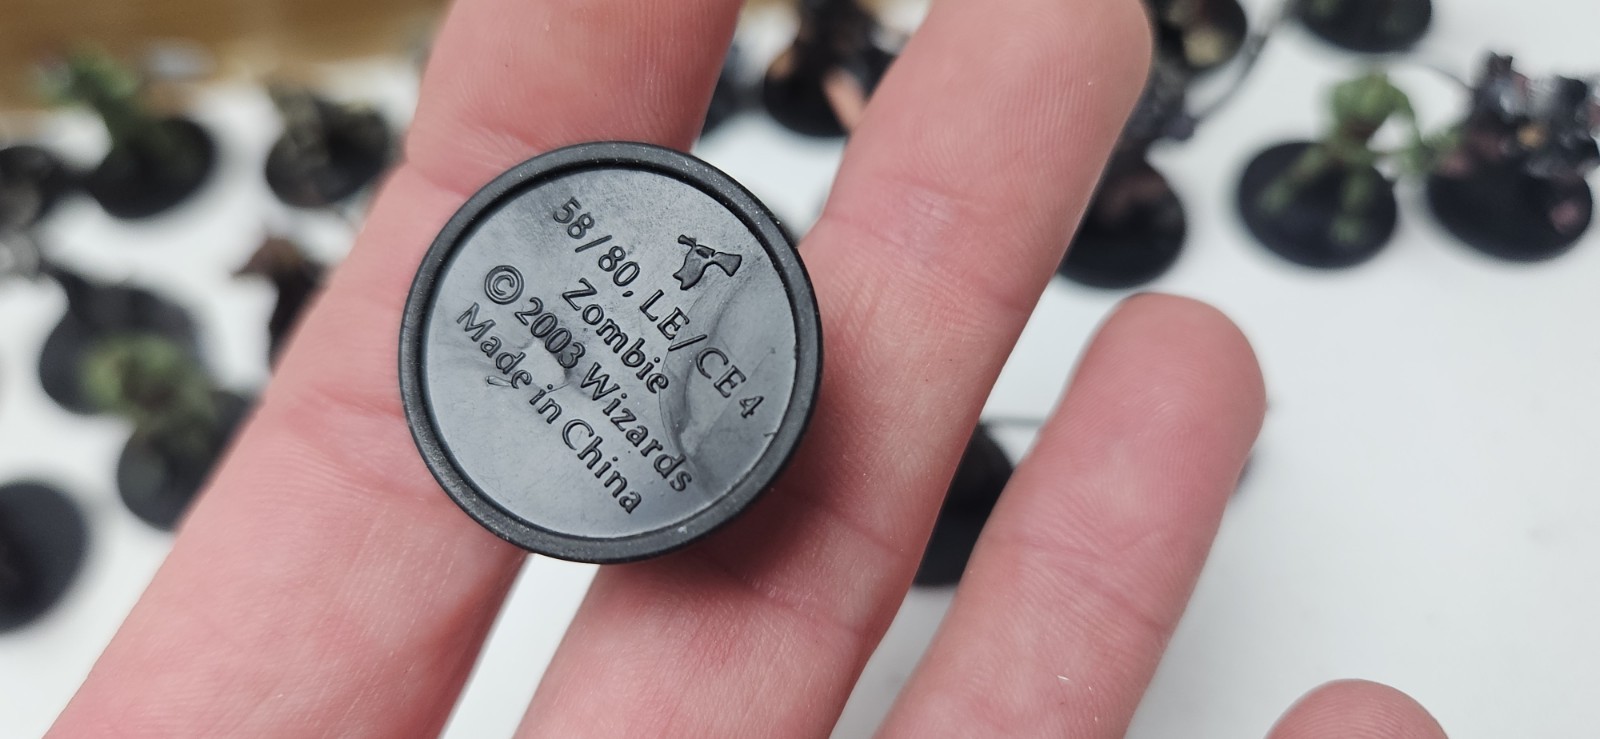 58/80, LE/CE 4
Zombie
© 2003 Wizards
Made in China